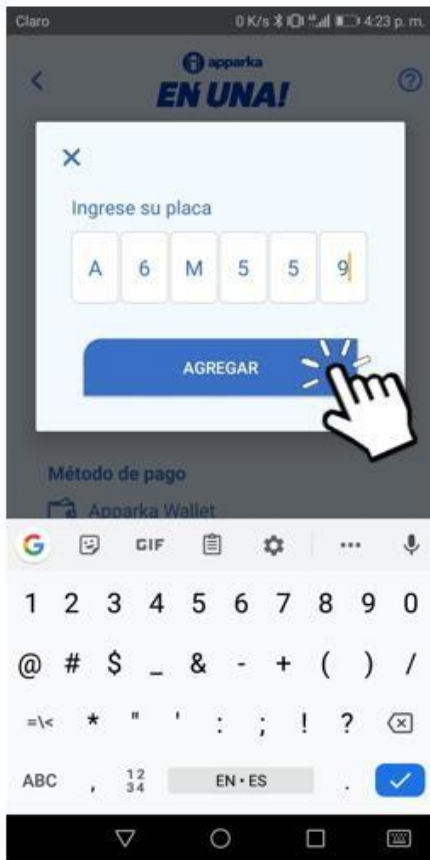 Claro 0 K/s 4G 4:23 p. m.
apparka
EN UNA!
Ingrese su placa
A 6 M 5 5 9
AGREGAR
Método de pago
Apparka Wallet
G GIF ...
1 2 3 4 5 6 7 8 9 0
@ # $ _ & - + ( ) /
=\< * " ' : ; ! ?
ABC , 12 34 EN • ES .